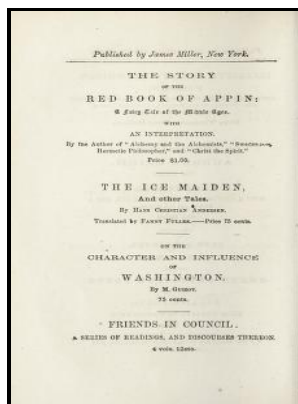 Published by James Miller, New York.
THE STORY
OF THE
RED BOOK OF APPIN:
A Fairy Tale of the Middle Ages.
WITH
AN INTERPRETATION.
By the Author of "Alchemy and the Alchemists," "Swedenborg,
Hermetic Philosopher," and "Christ the Spirit."
Price $1.00.
THE ICE MAIDEN,
And other Tales.
By HANS CHRISTIAN ANDERSEN.
Translated by FANNY FULLER.—Price 75 cents.
ON THE
CHARACTER AND INFLUENCE
OF
WASHINGTON.
By M. GUIZOT.
75 cents.
FRIENDS IN COUNCIL.
A SERIES OF READINGS, AND DISCOURSES THEREON.
vols. 12mo.